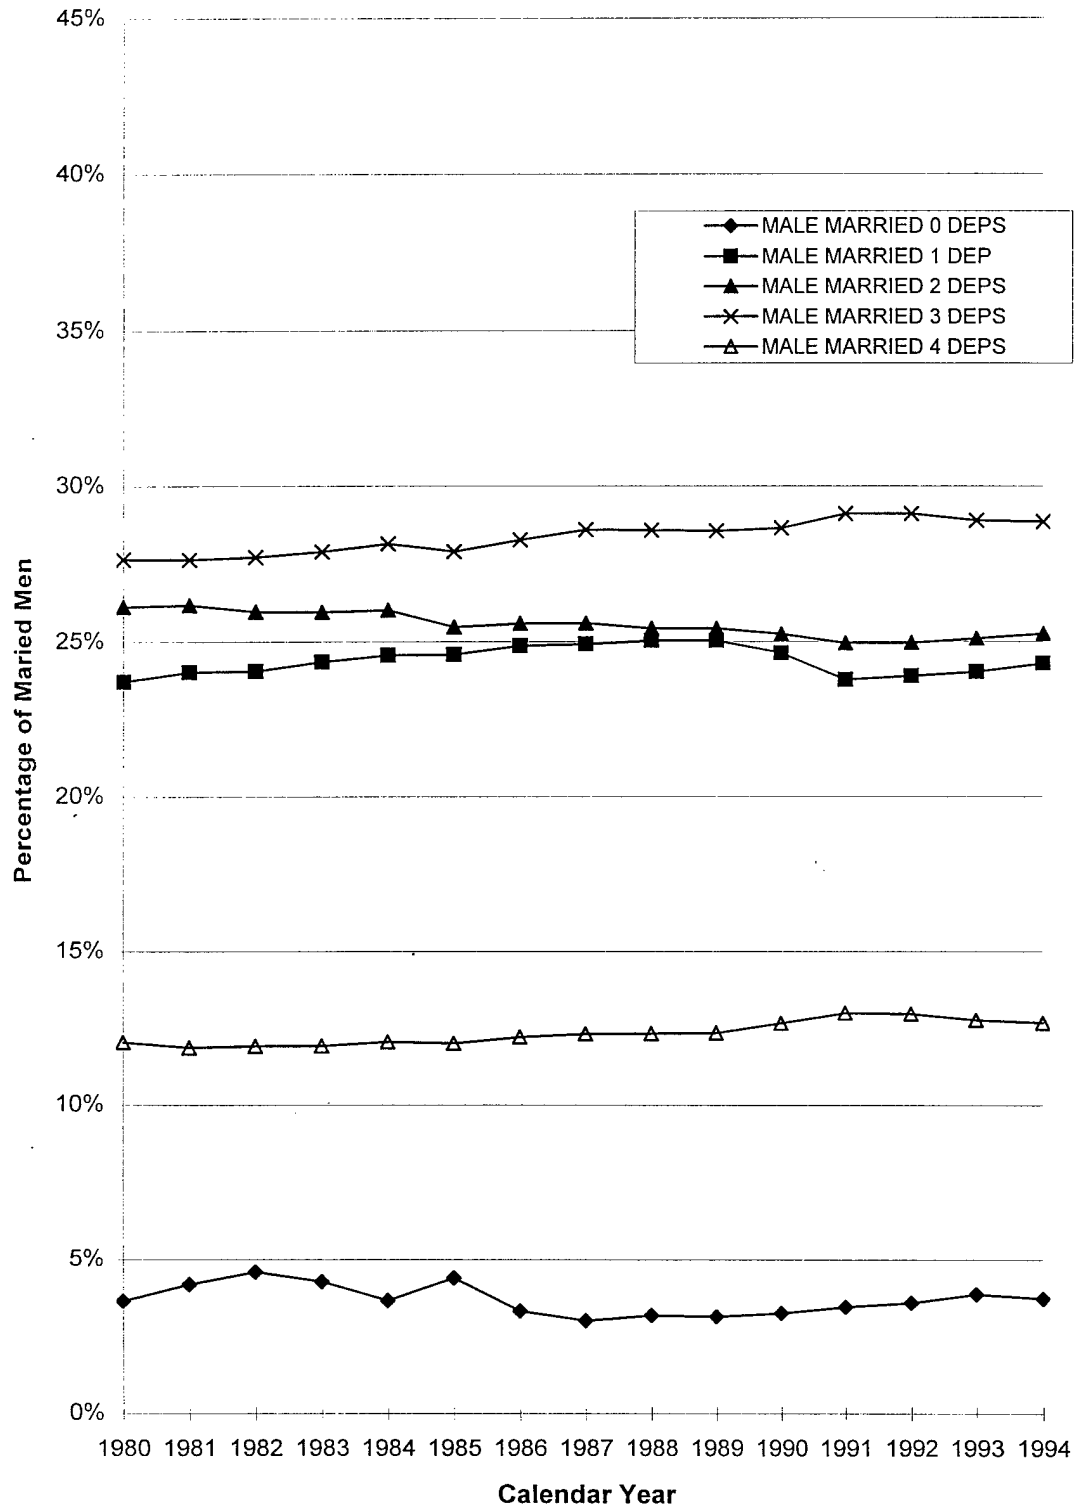 45%
40%
MALE MARRIED 0 DEPS
MALE MARRIED 1 DEP
MALE MARRIED 2 DEPS
35%
MALE MARRIED 3 DEPS
MALE MARRIED 4 DEPS
30%
25%
20%
15%
10%
5%
0%
Percentage of Maried Men
1980 1981 1982 1983 1984 1985 1986 1987 1988 1989 1990 1991 1992 1993 1994
Calendar Year